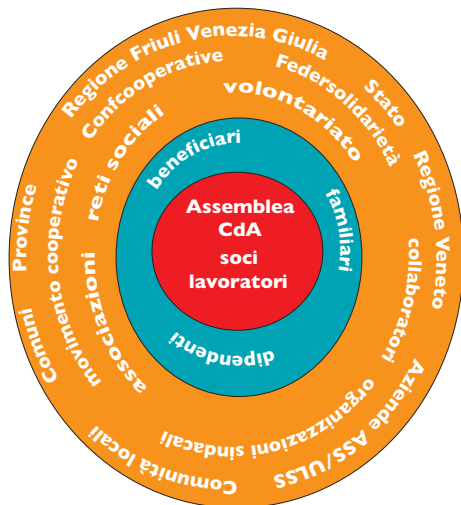 Regione Friuli Venezia Giulia
Confcooperative
Federsolidarietà
Stato
volontariato
reti sociali
beneficiari
Province
movimento cooperativo
Regione Veneto
familiari
collaboratori
Assemblea
CdA
soci
lavoratori
Comuni
associazioni
dipendenti
Aziende ASS/ULSS
organizzazioni sindacali
Comunità locali